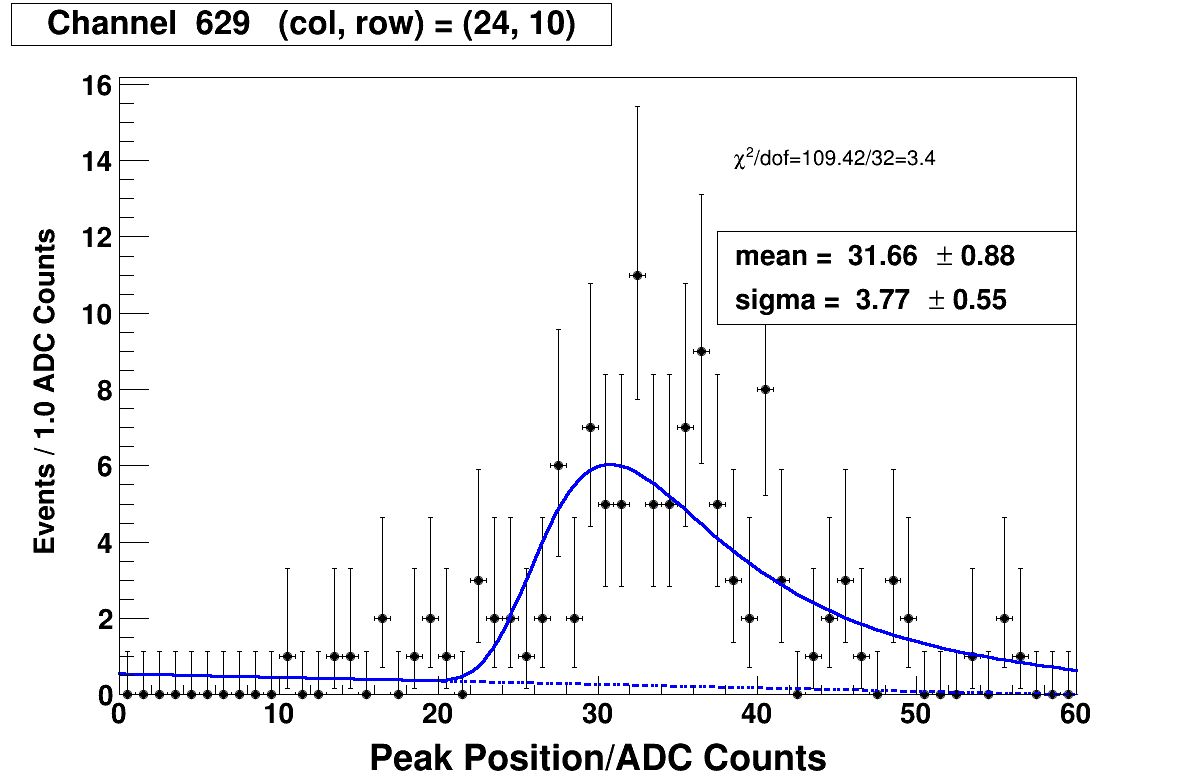 Channel 629 (col, row) = (24, 10)
16
14
12
10
8
6
4
2
0
Events / 1.0 ADC Counts
χ²/dof=109.42/32=3.4
mean = 31.66 ± 0.88
sigma = 3.77 ± 0.55
0 10 20 30 40 50 60
Peak Position/ADC Counts